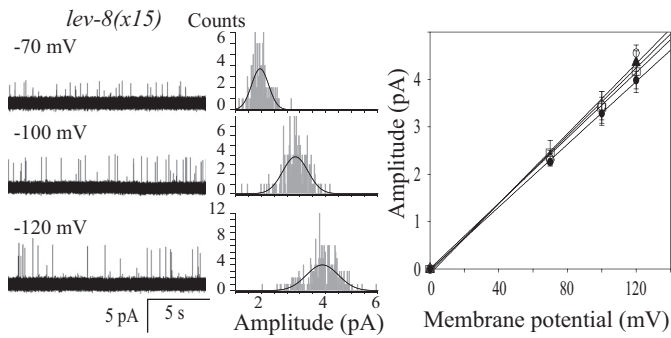 lev-8(x15)
Counts
-70 mV
6
4
2
0
-100 mV
6
4
2
0
-120 mV
12
8
4
0
2 4 6
5 pA 5 s
Amplitude (pA)
Amplitude (pA)
4
2
0
0 40 80 120
Membrane potential (mV)